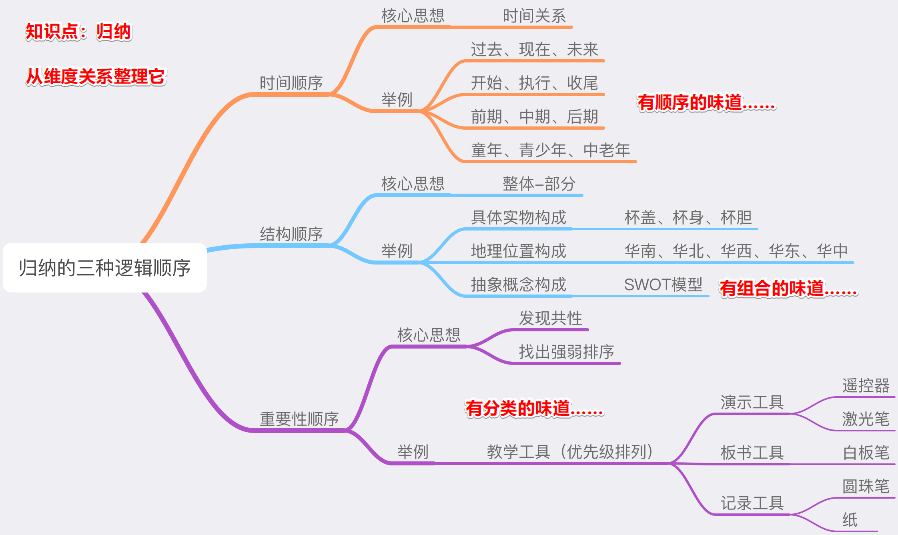 知识点：归纳
从维度关系整理它
归纳的三种逻辑顺序
时间顺序
核心思想
时间关系
举例
过去、现在、未来
开始、执行、收尾
前期、中期、后期
童年、青少年、中老年
有顺序的味道......
结构顺序
核心思想
整体-部分
举例
具体实物构成
杯盖、杯身、杯胆
地理位置构成
华南、华北、华西、华东、华中
抽象概念构成
SWOT模型
有组合的味道......
重要性顺序
核心思想
发现共性
找出强弱排序
有分类的味道......
举例
教学工具（优先级排列）
演示工具
遥控器
激光笔
板书工具
白板笔
记录工具
圆珠笔
纸